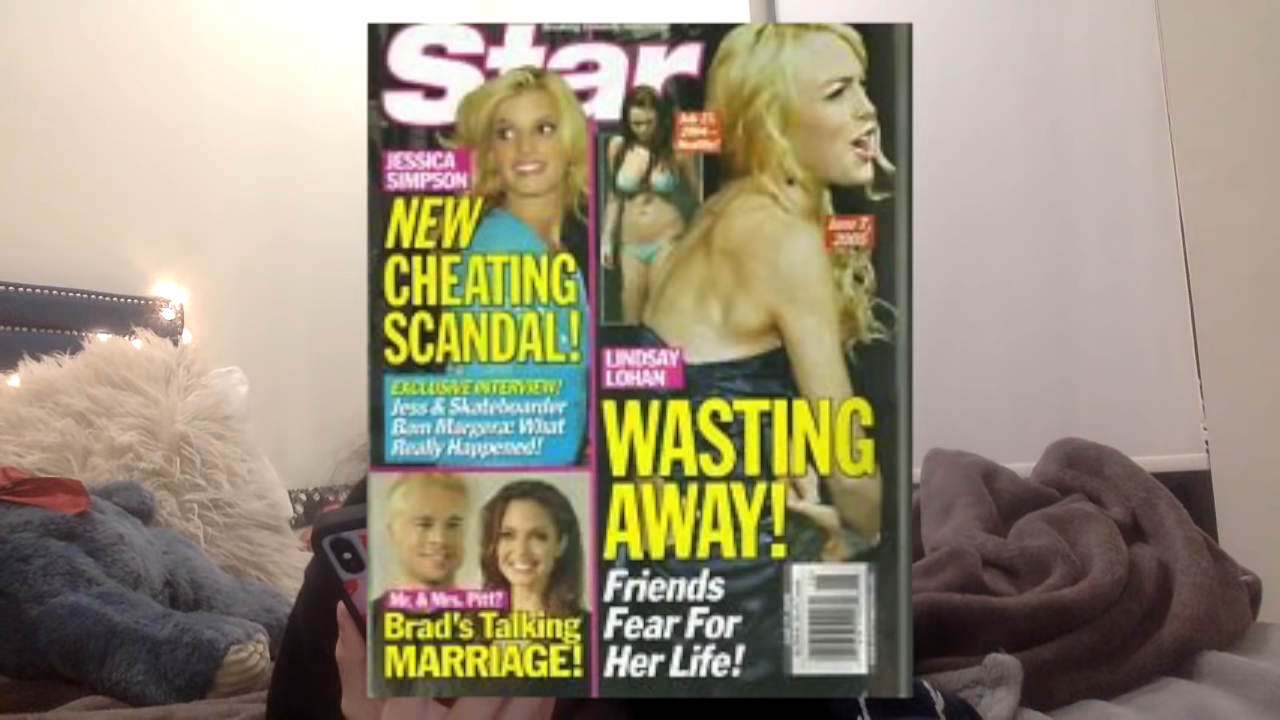 Star
JESSICA
SIMPSON
NEW
CHEATING
SCANDAL!
EXCLUSIVE INTERVIEW!
Jess & Skateboarder
Bam Margera: What
Really Happened!
Mr. & Mrs. Pitt?
Brad's Talking
MARRIAGE!
June 7,
2005
LINDSAY
LOHAN
WASTING
AWAY!
Friends
Fear For
Her Life!